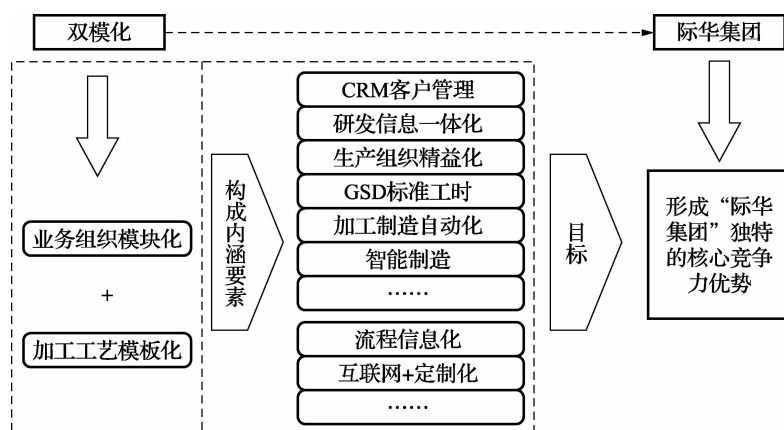 双模化
际华集团
业务组织模块化
+
加工工艺模板化
构成内涵要素
CRM客户管理
研发信息一体化
生产组织精益化
GSD标准工时
加工制造自动化
智能制造
……
流程信息化
互联网+定制化
……
目标
形成“际华
集团”独特
的核心竞争
力优势